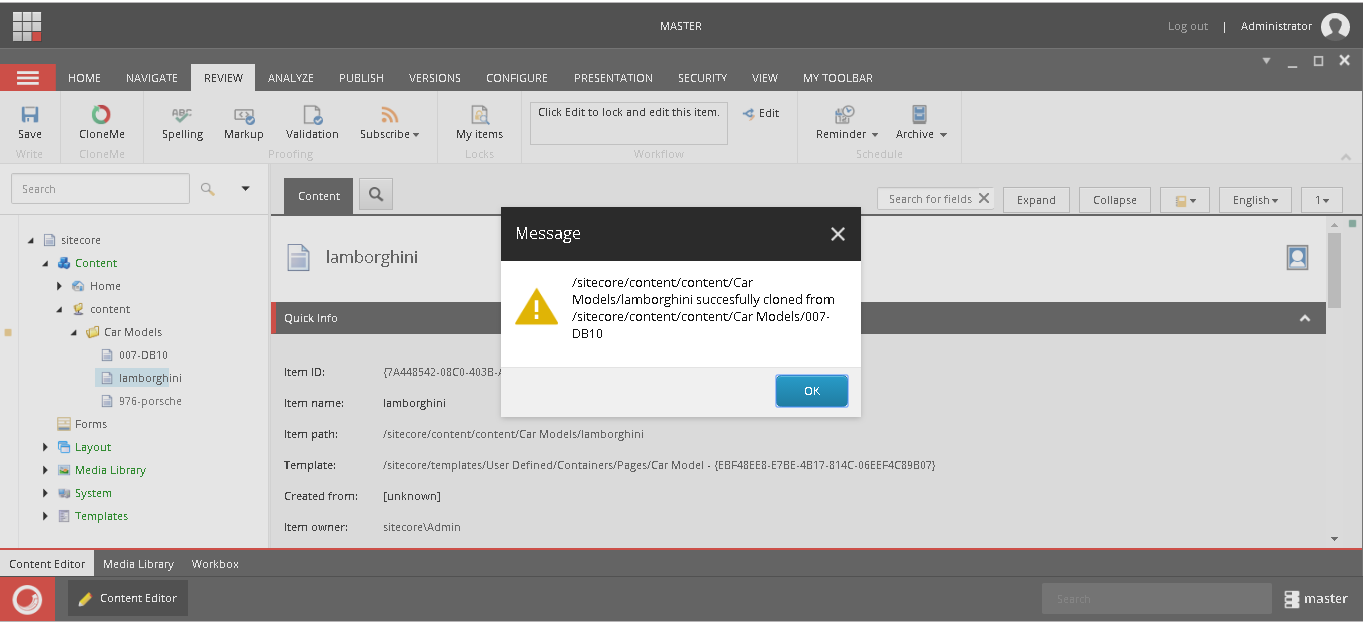 MASTER
Log out | Administrator
HOME NAVIGATE REVIEW ANALYZE PUBLISH VERSIONS CONFIGURE PRESENTATION SECURITY VIEW MY TOOLBAR
Save CloneMe Spelling Markup Validation Subscribe My items Click Edit to lock and edit this item. Edit Reminder Archive
ABC
Write CloneMe Proofing Locks Workflow Schedule
Search
Content
Search for fields Expand Collapse English 1
sitecore
Content
Home
content
Car Models
007-DB10
lamborghini
976-porsche
Forms
Layout
Media Library
System
Templates
lamborghini
Quick Info
Item ID: {7A448542-08C0-403B-
Item name: lamborghini
Item path: /sitecore/content/content/Car Models/lamborghini
Template: /sitecore/templates/User Defined/Containers/Pages/Car Model - {EBF48EE8-E7BE-4B17-814C-06EEF4C89B07}
Created from: [unknown]
Item owner: sitecore\Admin
Message
/sitecore/content/content/Car
Models/lamborghini succesfully cloned from
/sitecore/content/content/Car Models/007-
DB10
OK
Content Editor Media Library Workbox
Content Editor Search master